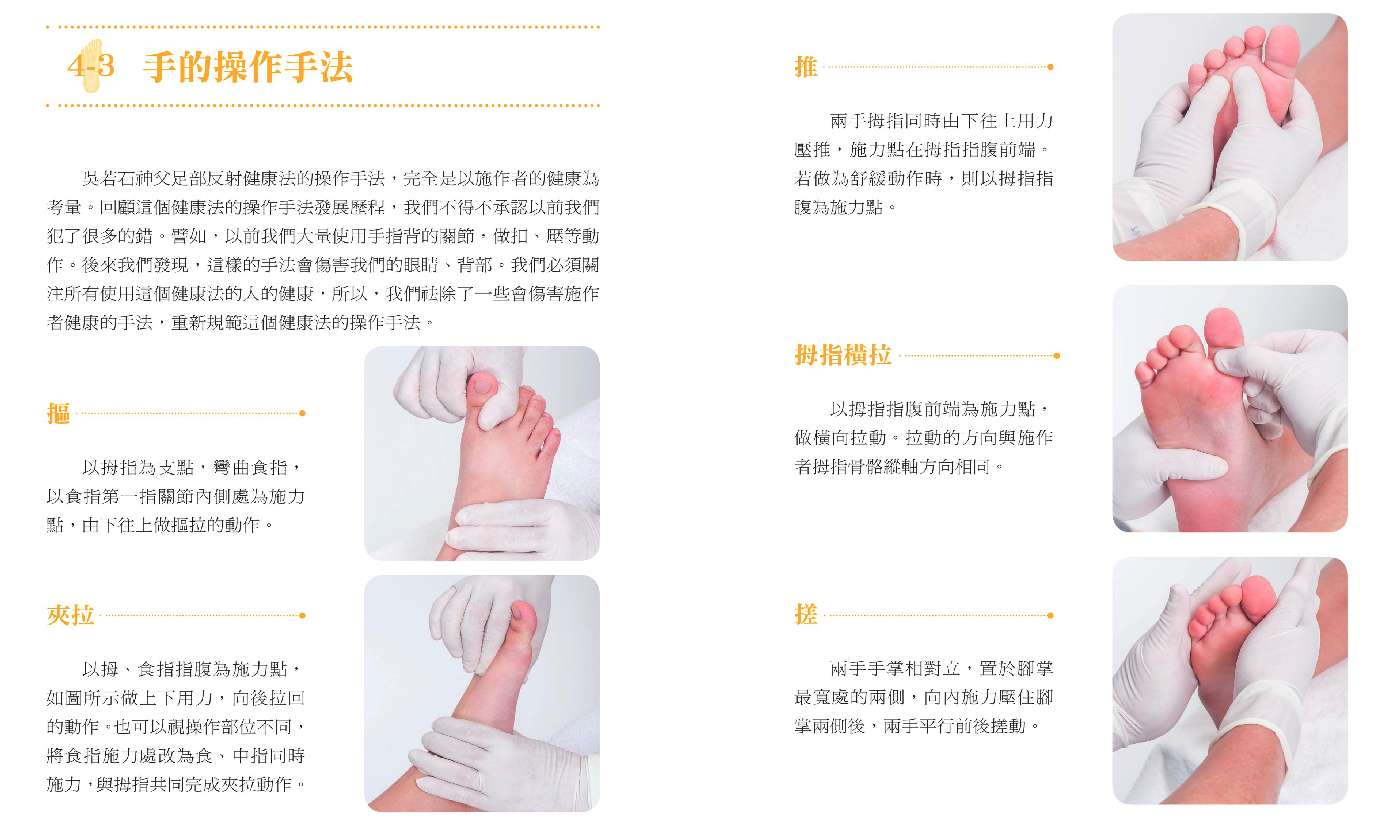 4-3 手的操作手法
吳若石神父足部反射健康法的操作手法，完全是以施作者的健康為
考量。回顧這個健康法的操作手法發展歷程，我們不得不承認以前我們
犯了很多的錯。譬如，以前我們大量使用手指背的關節，做扣、壓等動
作。後來我們發現，這樣的手法會傷害我們的眼睛、背部。我們必須關
注所有使用這個健康法的人的健康，所以，我們祛除了一些會傷害施作
者健康的手法，重新規範這個健康法的操作手法。
摳
以拇指為支點，彎曲食指，
以食指第一指關節內側處為施力
點，由下往上做摳拉的動作。
夾拉
以拇、食指指腹為施力點，
如圖所示做上下用力，向後拉回
的動作。也可以視操作部位不同，
將食指施力處改為食、中指同時
施力，與拇指共同完成夾拉動作。
推
兩手拇指同時由下往上用力
壓推，施力點在拇指指腹前端。
若做為舒緩動作時，則以拇指指
腹為施力點。
拇指橫拉
以拇指指腹前端為施力點，
做橫向拉動。拉動的方向與施作
者拇指骨骼縱軸方向相同。
搓
兩手手掌相對立，置於腳掌
最寬處的兩側，向內施力壓住腳
掌兩側後，兩手平行前後搓動。